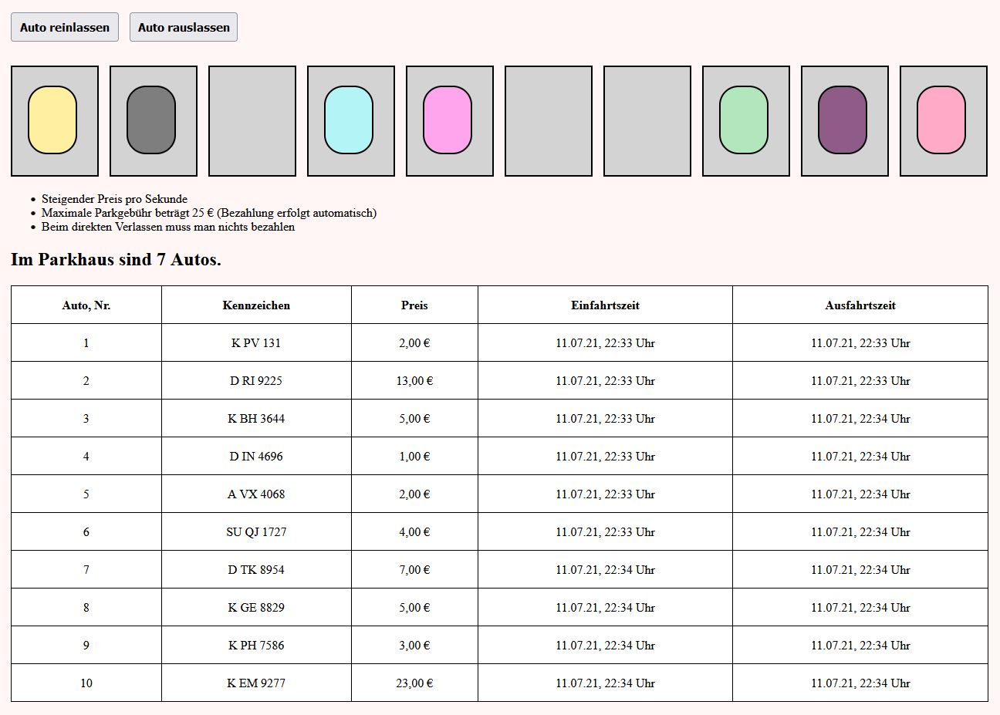 Auto reinlassen Auto rauslassen
• Steigender Preis pro Sekunde
• Maximale Parkgebühr beträgt 25 € (Bezahlung erfolgt automatisch)
• Beim direkten Verlassen muss man nichts bezahlen
Im Parkhaus sind 7 Autos.
Auto, Nr. Kennzeichen Preis Einfahrtszeit Ausfahrtszeit
1 K PV 131 2,00 € 11.07.21, 22:33 Uhr 11.07.21, 22:33 Uhr
2 D RI 9225 13,00 € 11.07.21, 22:33 Uhr 11.07.21, 22:33 Uhr
3 K BH 3644 5,00 € 11.07.21, 22:33 Uhr 11.07.21, 22:34 Uhr
4 D IN 4696 1,00 € 11.07.21, 22:33 Uhr 11.07.21, 22:34 Uhr
5 A VX 4068 2,00 € 11.07.21, 22:33 Uhr 11.07.21, 22:34 Uhr
6 SU QJ 1727 4,00 € 11.07.21, 22:33 Uhr 11.07.21, 22:34 Uhr
7 D TK 8954 7,00 € 11.07.21, 22:34 Uhr 11.07.21, 22:34 Uhr
8 K GE 8829 5,00 € 11.07.21, 22:34 Uhr 11.07.21, 22:34 Uhr
9 K PH 7586 3,00 € 11.07.21, 22:34 Uhr 11.07.21, 22:34 Uhr
10 K EM 9277 23,00 € 11.07.21, 22:34 Uhr 11.07.21, 22:34 Uhr